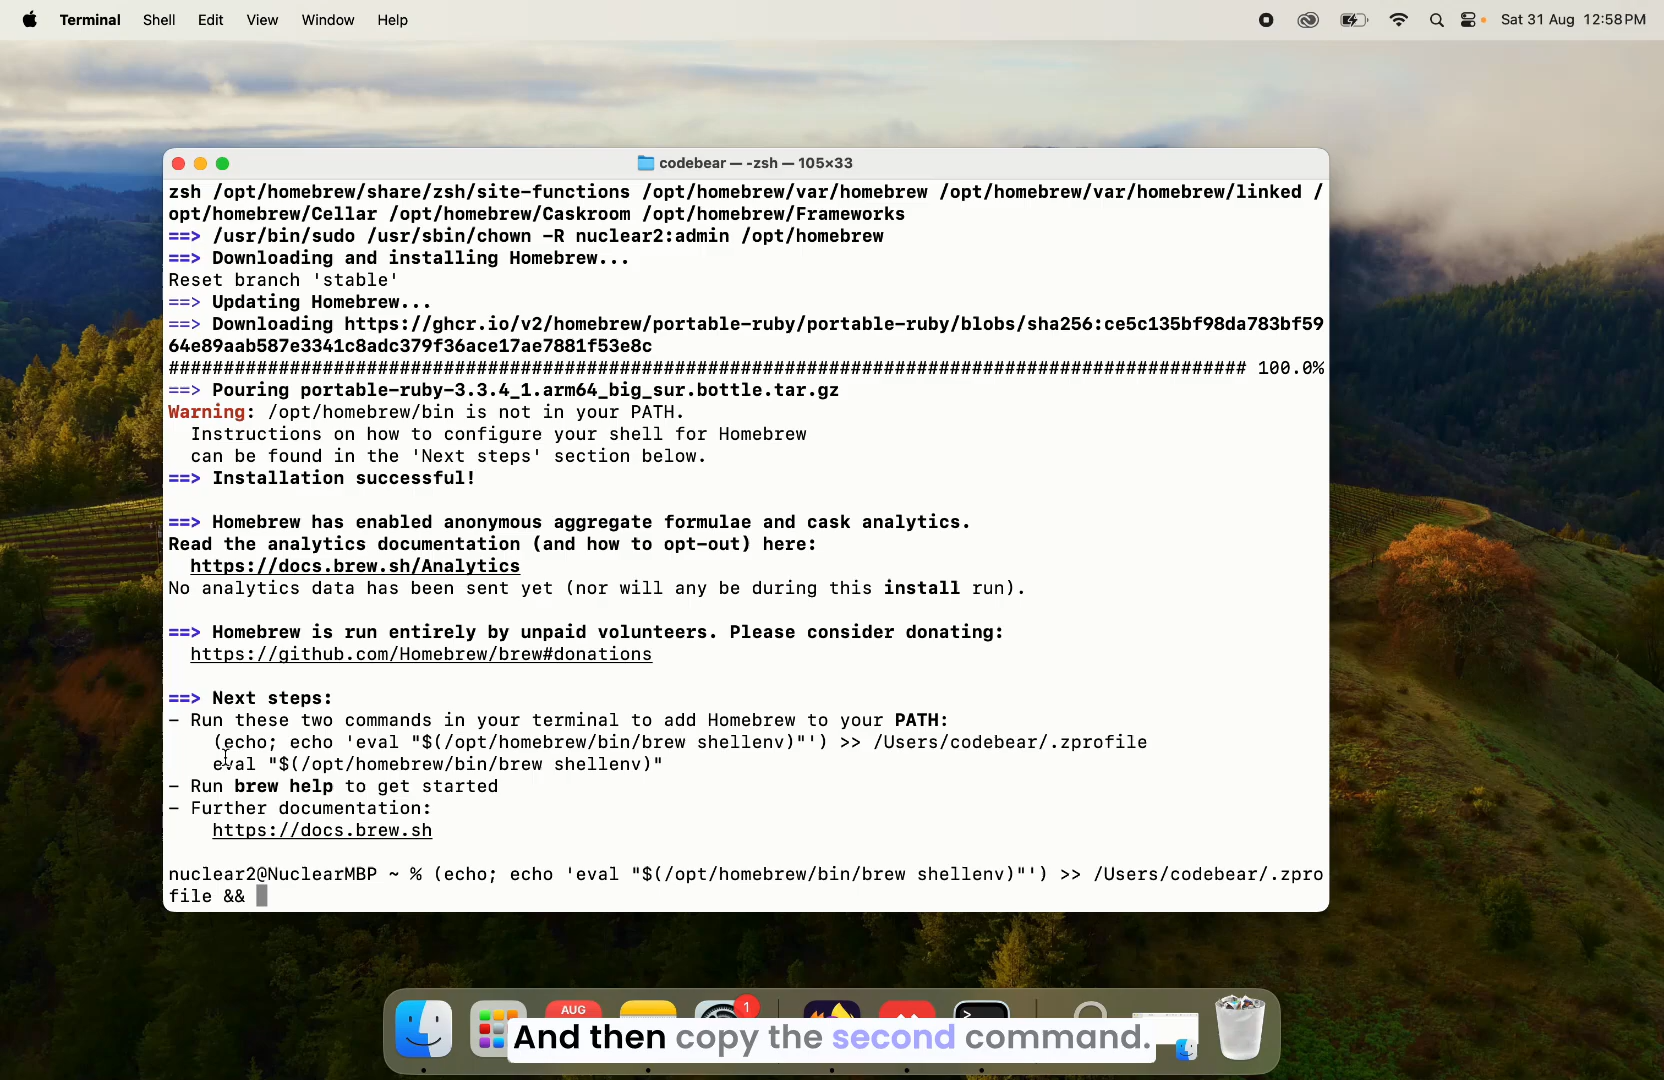 Terminal Shell Edit View Window Help Sat 31 Aug 12:58 PM
codebear — -zsh — 105×33
zsh /opt/homebrew/share/zsh/site-functions /opt/homebrew/var/homebrew /opt/homebrew/var/homebrew/linked /
opt/homebrew/Cellar /opt/homebrew/Caskroom /opt/homebrew/Frameworks
==> /usr/bin/sudo /usr/sbin/chown -R nuclear2:admin /opt/homebrew
==> Downloading and installing Homebrew...
Reset branch 'stable'
==> Updating Homebrew...
==> Downloading https://ghcr.io/v2/homebrew/portable-ruby/portable-ruby/blobs/sha256:ce5c135bf98da783bf59
64e89aab587e3341c8adc379f36ace17ae7881f53e8c
################################################################################################## 100.0%
==> Pouring portable-ruby-3.3.4_1.arm64_big_sur.bottle.tar.gz
Warning: /opt/homebrew/bin is not in your PATH.
Instructions on how to configure your shell for Homebrew
can be found in the 'Next steps' section below.
==> Installation successful!
==> Homebrew has enabled anonymous aggregate formulae and cask analytics.
Read the analytics documentation (and how to opt-out) here:
https://docs.brew.sh/Analytics
No analytics data has been sent yet (nor will any be during this install run).
==> Homebrew is run entirely by unpaid volunteers. Please consider donating:
https://github.com/Homebrew/brew#donations
==> Next steps:
- Run these two commands in your terminal to add Homebrew to your PATH:
(echo; echo 'eval "$(/opt/homebrew/bin/brew shellenv)"') >> /Users/codebear/.zprofile
eval "$(/opt/homebrew/bin/brew shellenv)"
- Run brew help to get started
- Further documentation:
https://docs.brew.sh
nuclear2@NuclearMBP ~ % (echo; echo 'eval "$(/opt/homebrew/bin/brew shellenv)"') >> /Users/codebear/.zpro
file &&
AUG
1
And then copy the second command.